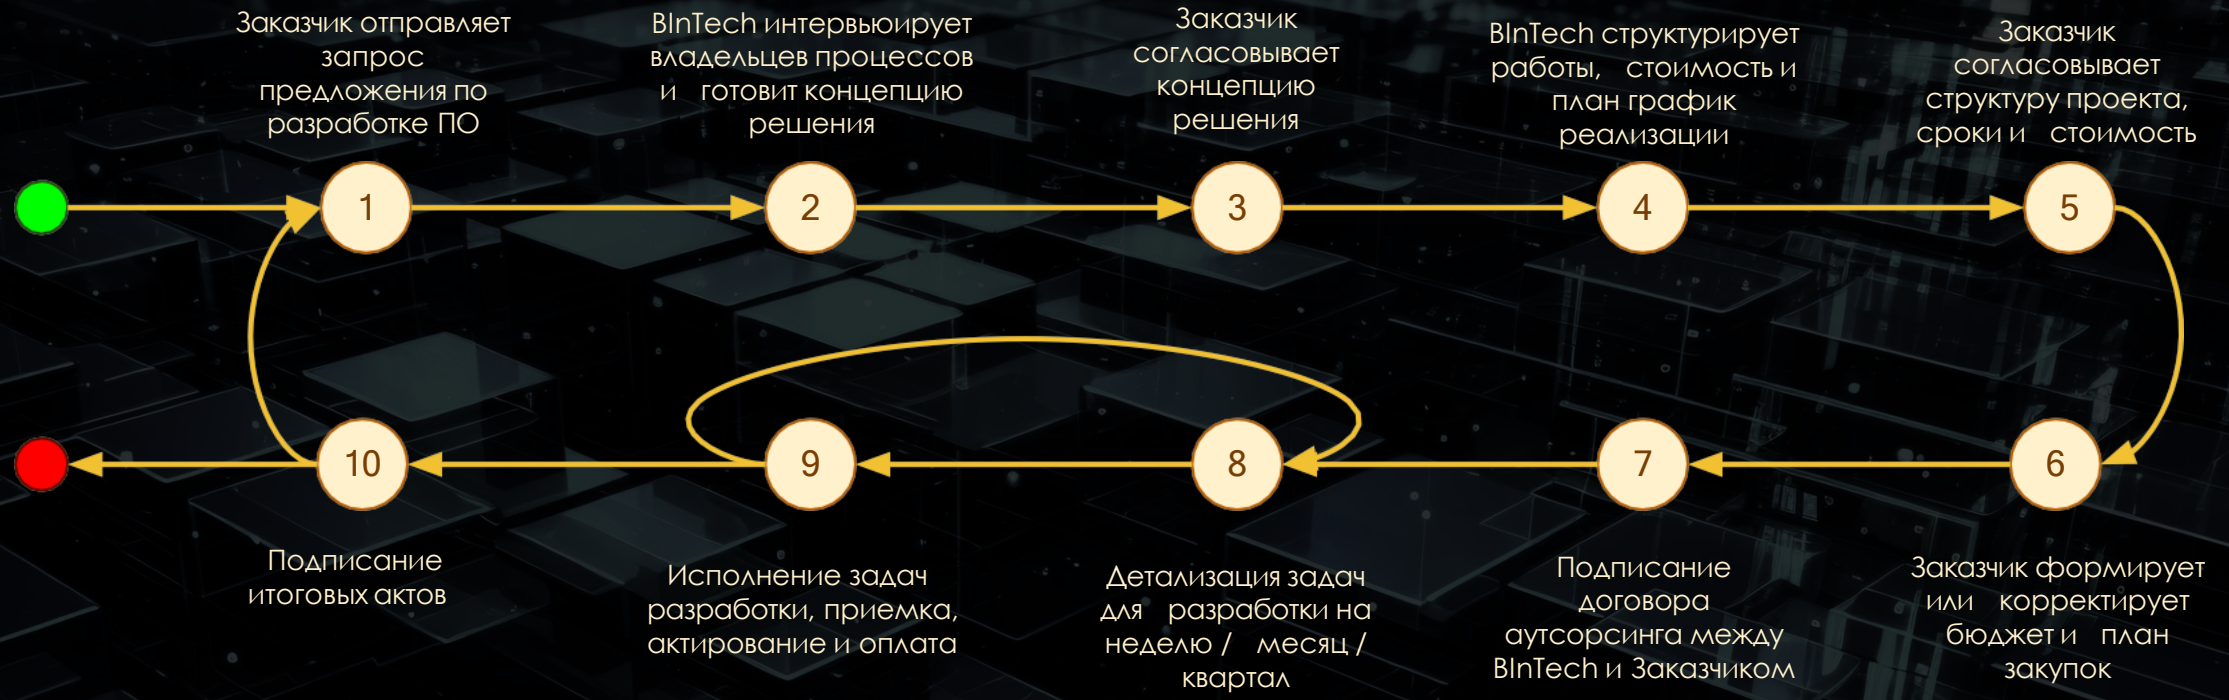 Заказчик отправляет
запрос
предложения по
разработке ПО
BInTech интервьюирует
владельцев процессов
и готовит концепцию
решения
Заказчик
согласовывает
концепцию
решения
BInTech структурирует
работы, стоимость и
план график
реализации
Заказчик
согласовывает
структуру проекта,
сроки и стоимость
1
2
3
4
5
10
9
8
7
6
Подписание
итоговых актов
Исполнение задач
разработки, приемка,
актирование и оплата
Детализация задач
для разработки на
неделю / месяц /
квартал
Подписание
договора
аутсорсинга между
BInTech и Заказчиком
Заказчик формирует
или корректирует
бюджет и план
закупок